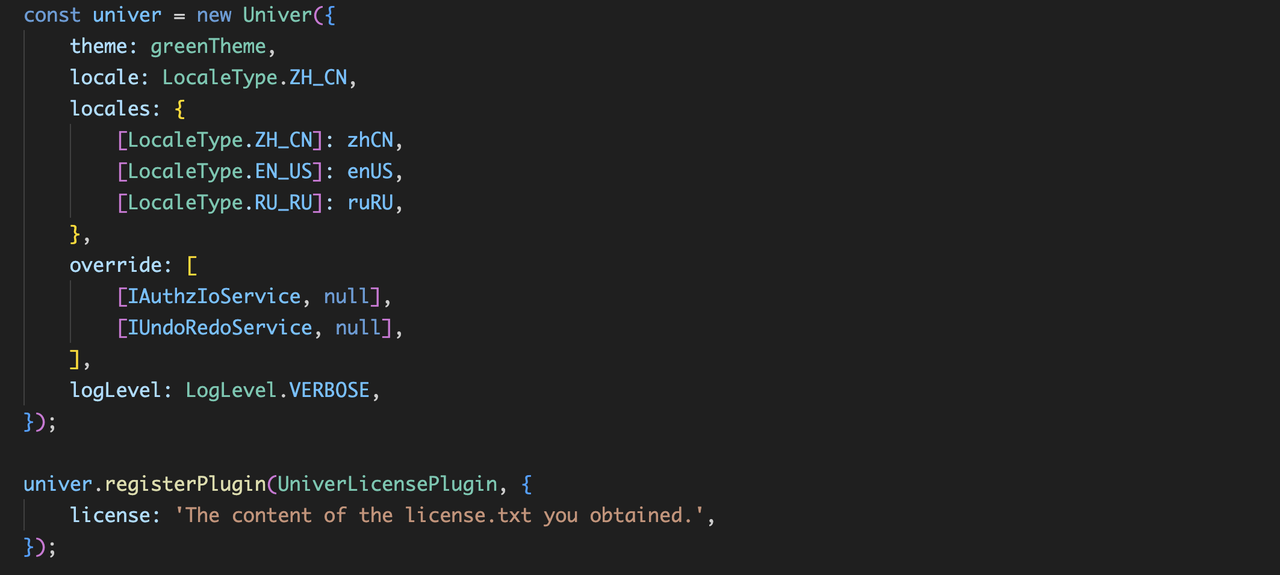 const univer = new Univer({
    theme: greenTheme,
    locale: LocaleType.ZH_CN,
    locales: {
        [LocaleType.ZH_CN]: zhCN,
        [LocaleType.EN_US]: enUS,
        [LocaleType.RU_RU]: ruRU,
    },
    override: [
        [IAuthzIoService, null],
        [IUndoRedoService, null],
    ],
    logLevel: LogLevel.VERBOSE,
});

univer.registerPlugin(UniverLicensePlugin, {
    license: 'The content of the license.txt you obtained.',
});